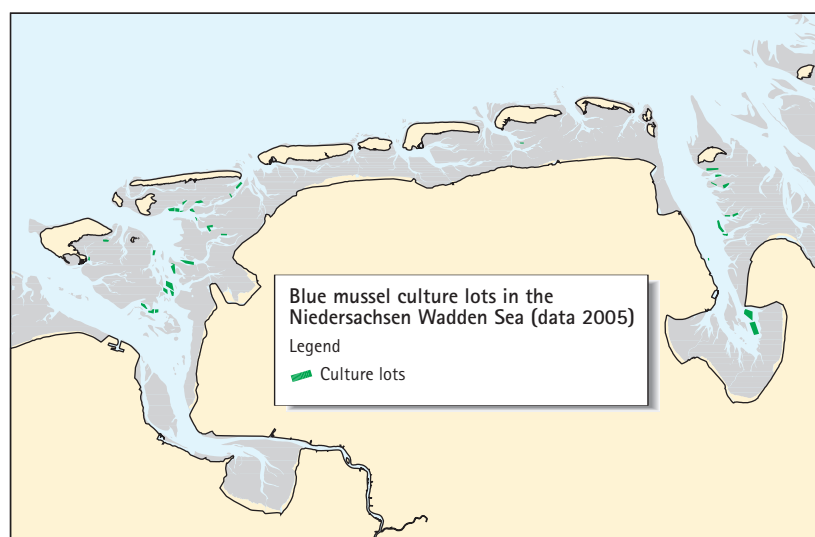 Blue mussel culture lots in the
Niedersachsen Wadden Sea (data 2005)
Legend
Culture lots